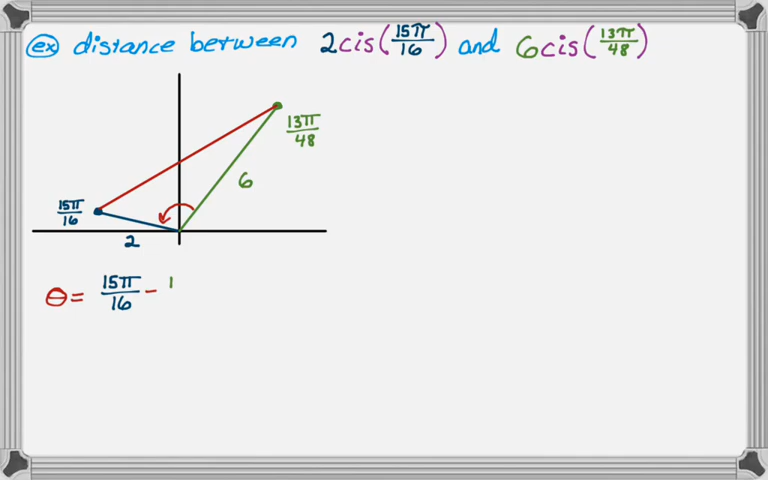 ex distance between 2cis(15π/16) and 6cis(13π/48)
13π/48
6
15π/16
2
θ = 15π/16 - 1